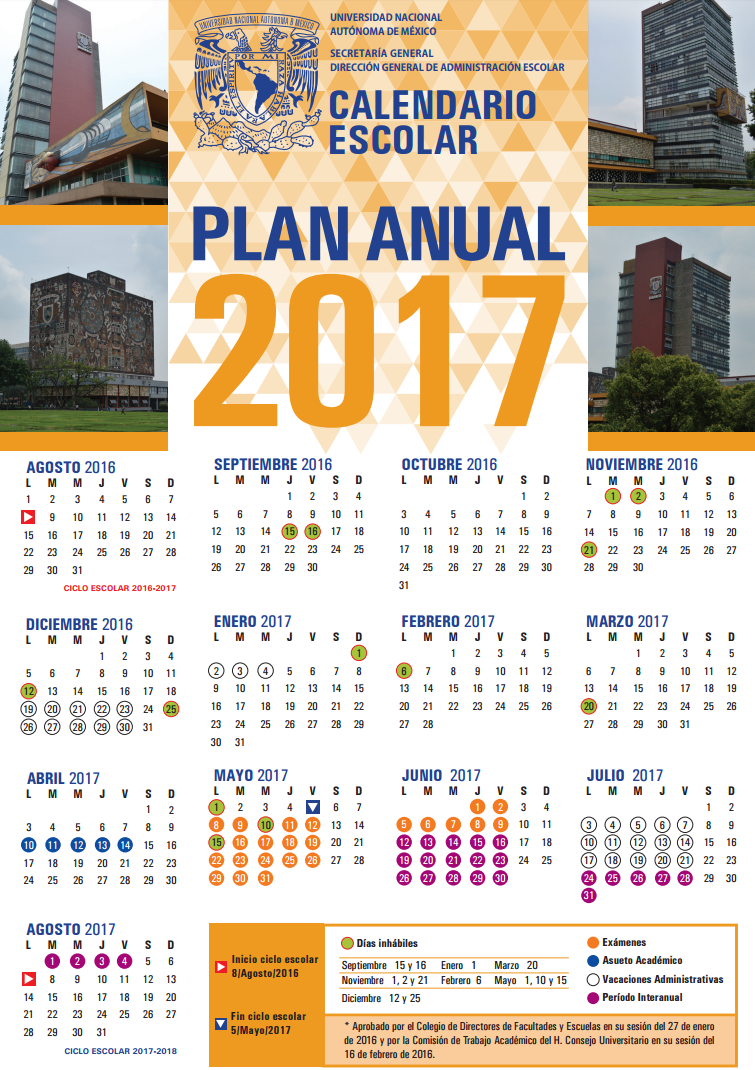 UNIVERSIDAD NACIONAL
AUTÓNOMA DE MÉXICO
SECRETARÍA GENERAL
DIRECCIÓN GENERAL DE ADMINISTRACIÓN ESCOLAR
CALENDARIO
ESCOLAR
PLAN ANUAL
2017
AGOSTO 2016
L M M J V S D
1 2 3 4 5 6 7
9 10 11 12 13 14
15 16 17 18 19 20 21
22 23 24 25 26 27 28
29 30 31
CICLO ESCOLAR 2016-2017
SEPTIEMBRE 2016
L M M J V S D
1 2 3 4
5 6 7 8 9 10 11
12 13 14 15 16 17 18
19 20 21 22 23 24 25
26 27 28 29 30
OCTUBRE 2016
L M M J V S D
1 2
3 4 5 6 7 8 9
10 11 12 13 14 15 16
17 18 19 20 21 22 23
24 25 26 27 28 29 30
31
NOVIEMBRE 2016
L M M J V S D
1 2 3 4 5 6
7 8 9 10 11 12 13
14 15 16 17 18 19 20
21 22 23 24 25 26 27
28 29 30
DICIEMBRE 2016
L M M J V S D
1 2 3 4
5 6 7 8 9 10 11
12 13 14 15 16 17 18
19 20 21 22 23 24 25
26 27 28 29 30 31
ENERO 2017
L M M J V S D
1
2 3 4 5 6 7 8
9 10 11 12 13 14 15
16 17 18 19 20 21 22
23 24 25 26 27 28 29
30 31
FEBRERO 2017
L M M J V S D
1 2 3 4 5
6 7 8 9 10 11 12
13 14 15 16 17 18 19
20 21 22 23 24 25 26
27 28
MARZO 2017
L M M J V S D
1 2 3 4 5
6 7 8 9 10 11 12
13 14 15 16 17 18 19
20 21 22 23 24 25 26
27 28 29 30 31
ABRIL 2017
L M M J V S D
1 2
3 4 5 6 7 8 9
10 11 12 13 14 15 16
17 18 19 20 21 22 23
24 25 26 27 28 29 30
MAYO 2017
L M M J V S D
1 2 3 4 6 7
8 9 10 11 12 13 14
15 16 17 18 19 20 21
22 23 24 25 26 27 28
29 30 31
JUNIO 2017
L M M J V S D
1 2 3 4
5 6 7 8 9 10 11
12 13 14 15 16 17 18
19 20 21 22 23 24 25
26 27 28 29 30
JULIO 2017
L M M J V S D
1 2
3 4 5 6 7 8 9
10 11 12 13 14 15 16
17 18 19 20 21 22 23
24 25 26 27 28 29 30
31
AGOSTO 2017
L M M J V S D
1 2 3 4 5 6
8 9 10 11 12 13
14 15 16 17 18 19 20
21 22 23 24 25 26 27
28 29 30 31
CICLO ESCOLAR 2017-2018
Inicio ciclo escolar
8/Agosto/2016
Fin ciclo escolar
5/Mayo/2017
Días inhábiles
Septiembre 15 y 16 Enero 1 Marzo 20
Noviembre 1, 2 y 21 Febrero 6 Mayo 1, 10 y 15
Diciembre 12 y 25
Exámenes
Asueto Académico
Vacaciones Administrativas
Período Interanual
* Aprobado por el Colegio de Directores de Facultades y Escuelas en su sesión del 27 de enero
de 2016 y por la Comisión de Trabajo Académico del H. Consejo Universitario en su sesión del
16 de febrero de 2016.